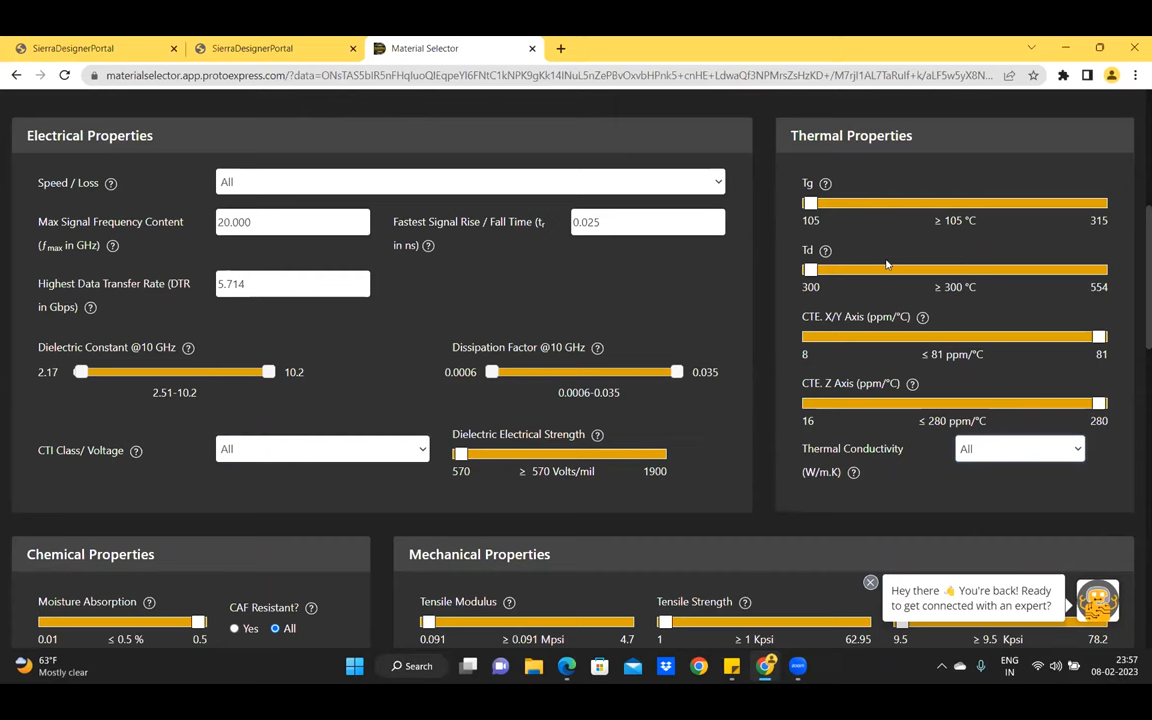 SierraDesignerPortal
SierraDesignerPortal
Material Selector
materialselector.app.protoexpress.com/?data=
Electrical Properties
Speed / Loss ?
All
Max Signal Frequency Content
(ƒmax in GHz) ?
20.000
Fastest Signal Rise / Fall Time (tr
in ns) ?
0.025
Highest Data Transfer Rate (DTR
in Gbps) ?
5.714
Dielectric Constant @10 GHz ?
2.17 10.2
2.51-10.2
Dissipation Factor @10 GHz ?
0.0006 0.035
0.0006-0.035
CTI Class/ Voltage ?
All
Dielectric Electrical Strength ?
570 ≥ 570 Volts/mil 1900
Thermal Properties
Tg ?
105 ≥ 105 °C 315
Td ?
300 ≥ 300 °C 554
CTE. X/Y Axis (ppm/°C) ?
8 ≤ 81 ppm/°C 81
CTE. Z Axis (ppm/°C) ?
16 ≤ 280 ppm/°C 280
Thermal Conductivity
(W/m.K) ?
All
Chemical Properties
Moisture Absorption ?
0.01 ≤ 0.5 % 0.5
CAF Resistant? ?
Yes All
Mechanical Properties
Tensile Modulus ?
0.091 ≥ 0.091 Mpsi 4.7
Tensile Strength ?
1 ≥ 1 Kpsi 62.95
9.5 ≥ 9.5 Kpsi 78.2
Hey there 👋 You're back! Ready
to get connected with an expert?
63°F
Mostly clear
Search
ENG
IN
23:57
08-02-2023